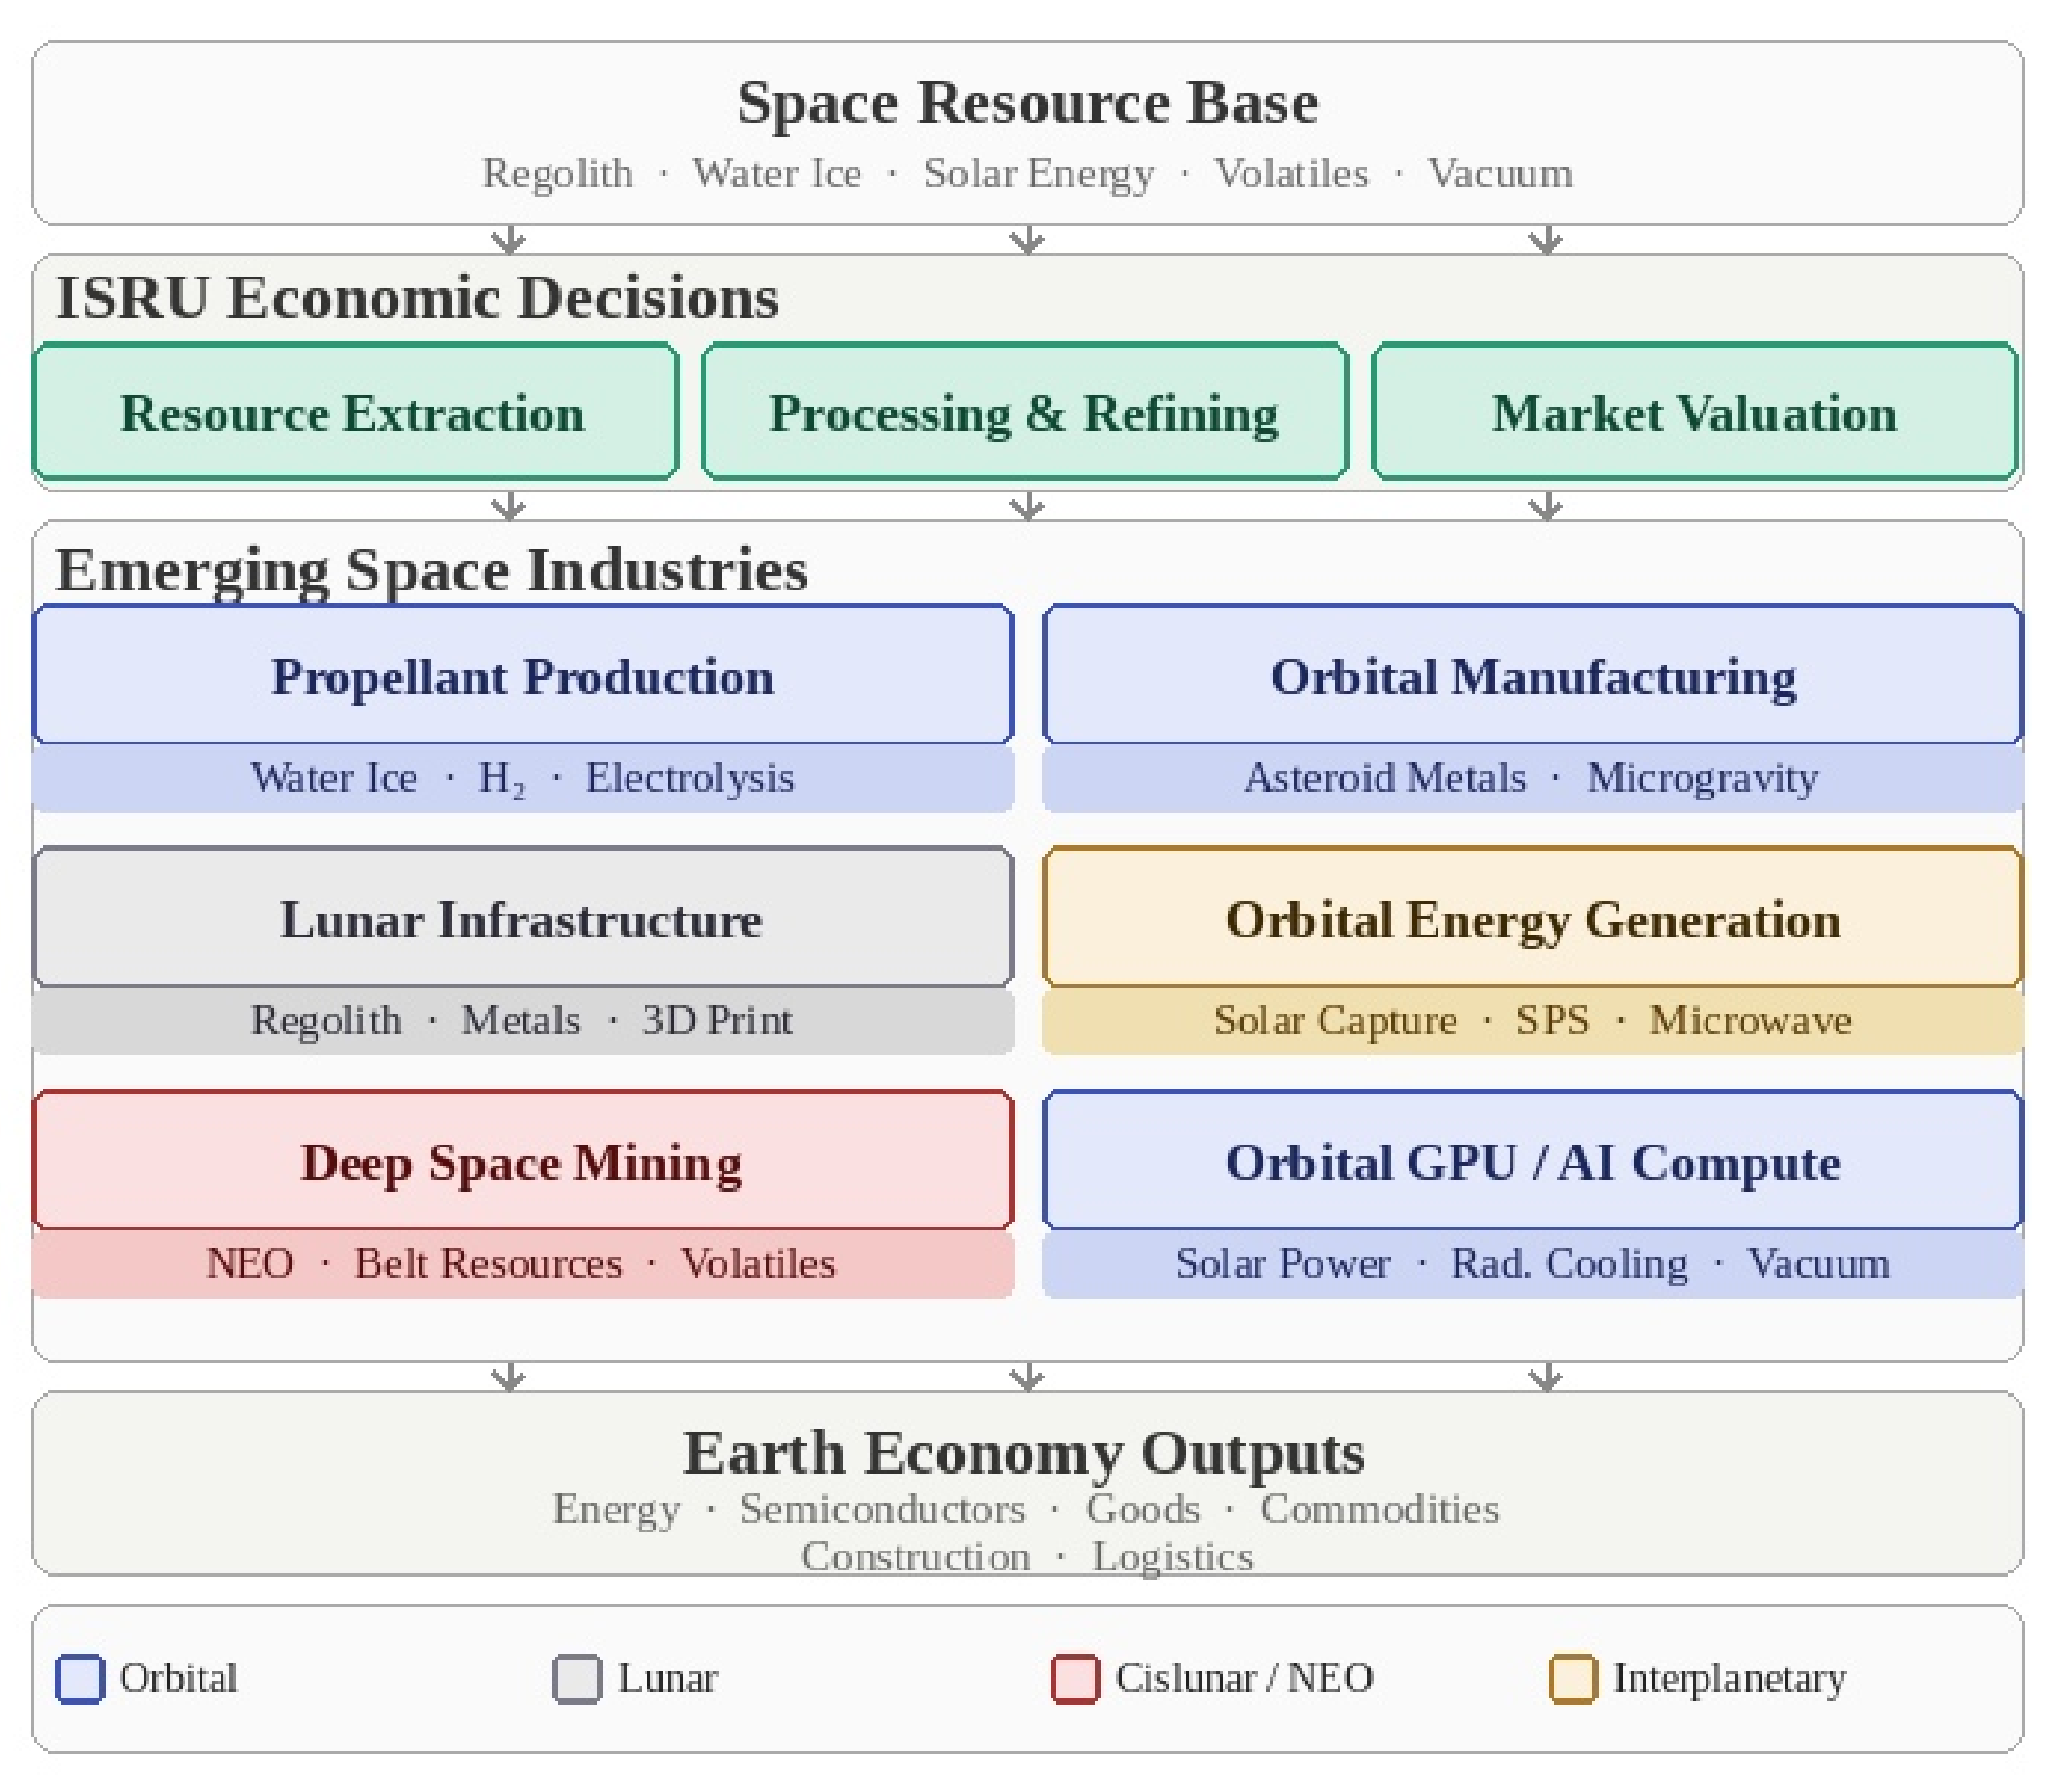 Space Resource Base
Regolith · Water Ice · Solar Energy · Volatiles · Vacuum
ISRU Economic Decisions
Resource Extraction
Processing & Refining
Market Valuation
Emerging Space Industries
Propellant Production
Water Ice · H₂ · Electrolysis
Orbital Manufacturing
Asteroid Metals · Microgravity
Lunar Infrastructure
Regolith · Metals · 3D Print
Orbital Energy Generation
Solar Capture · SPS · Microwave
Deep Space Mining
NEO · Belt Resources · Volatiles
Orbital GPU / AI Compute
Solar Power · Rad. Cooling · Vacuum
Earth Economy Outputs
Energy · Semiconductors · Goods · Commodities
Construction · Logistics
Orbital
Lunar
Cislunar / NEO
Interplanetary